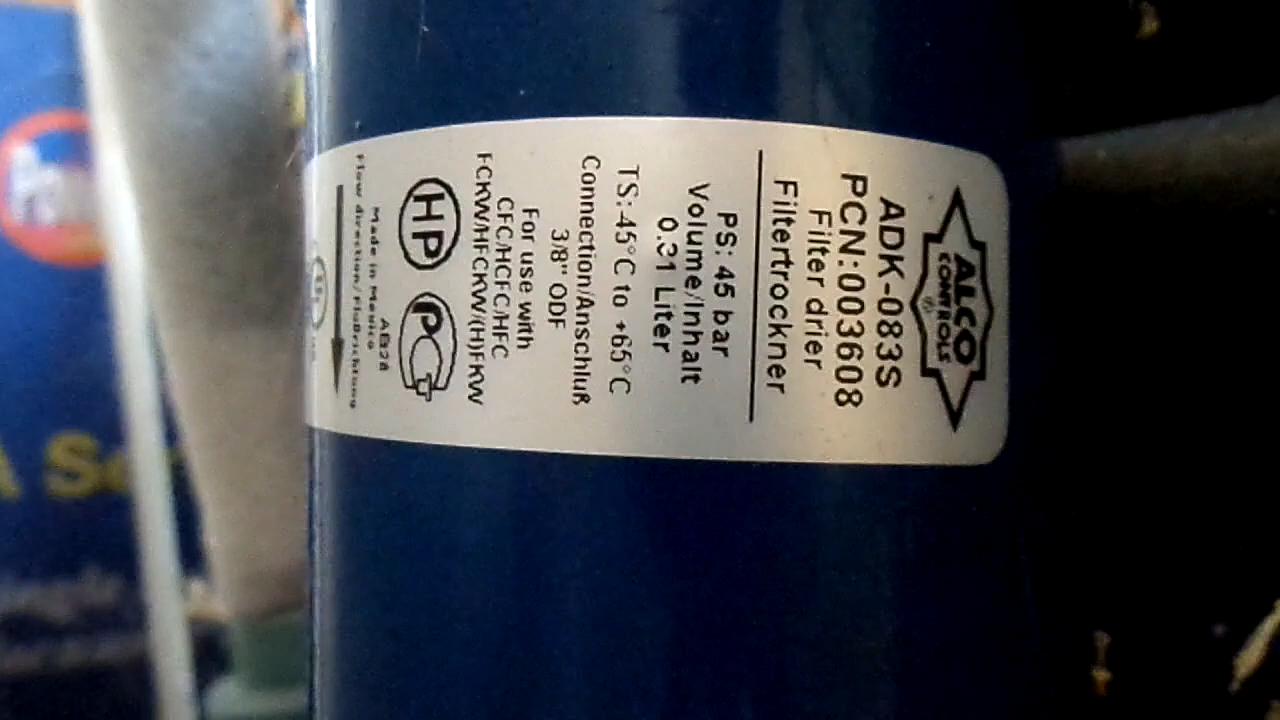 ALCO
CONTROLS
ADK-083S
PCN:003608
Filter drier
Filtertrockner
PS: 45 bar
Volume/Inhalt
0.31 Liter
TS:-45°C to +65°C
Connection/Anschluß
3/8" ODF
For use with
CFC/HCFC/HFC
FCKW/HFCKW/(H)FKW
HP PCT
Made in Mexico
Flow direction/Flußrichtung